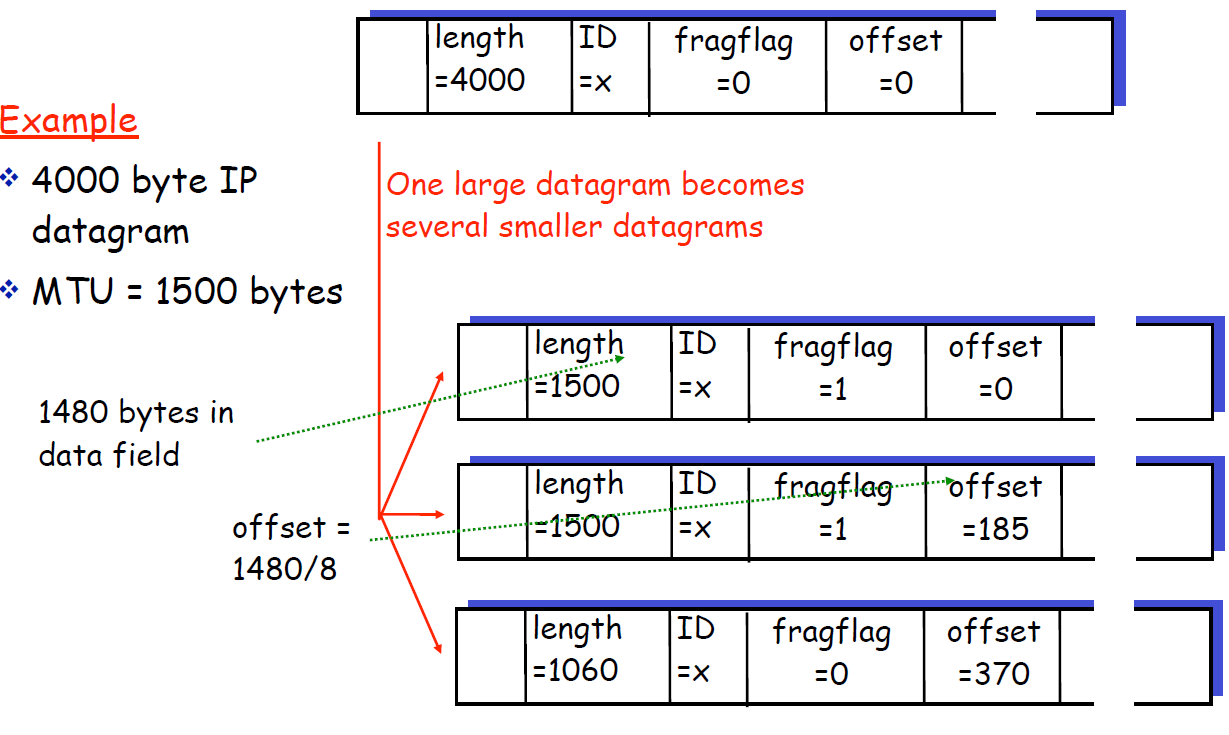 length ID fragflag offset
=4000 =x =0 =0
Example
❖ 4000 byte IP
datagram
❖ MTU = 1500 bytes
One large datagram becomes
several smaller datagrams
length ID fragflag offset
=1500 =x =1 =0
1480 bytes in
data field
length ID fragflag offset
=1500 =x =1 =185
offset =
1480/8
length ID fragflag offset
=1060 =x =0 =370